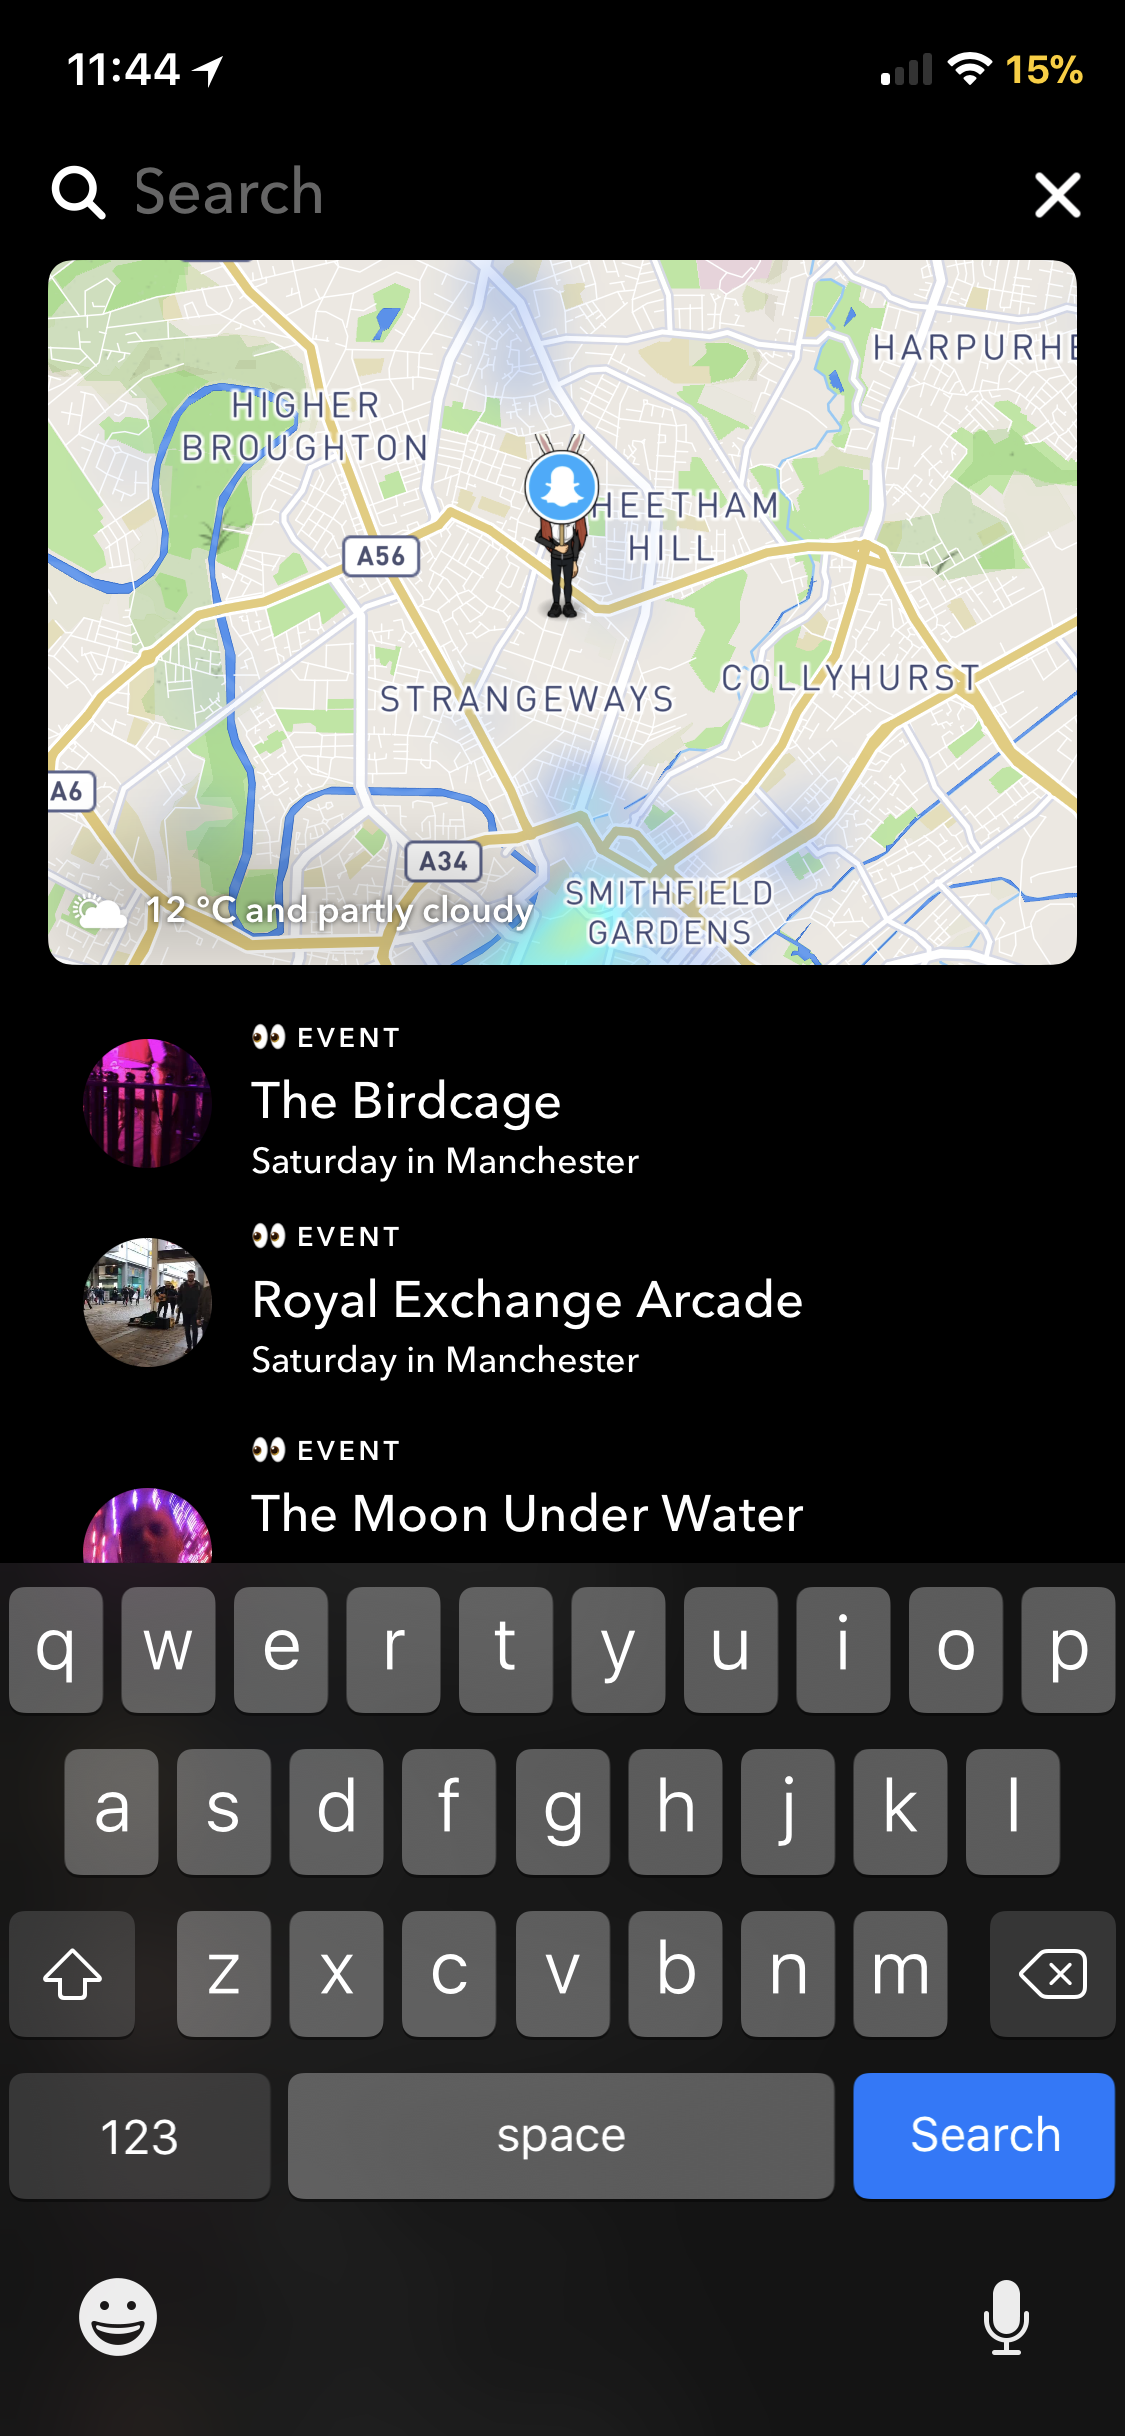 11:44
15%
Search
HARPURHE
HIGHER
BROUGHTON
HEETHAM
HILL
A56
COLLYHURST
STRANGEWAYS
A6
A34
SMITHFIELD
GARDENS
12 °C and partly cloudy
👀 EVENT
The Birdcage
Saturday in Manchester
👀 EVENT
Royal Exchange Arcade
Saturday in Manchester
👀 EVENT
The Moon Under Water
q w e r t y u i o p
a s d f g h j k l
z x c v b n m
123 space Search